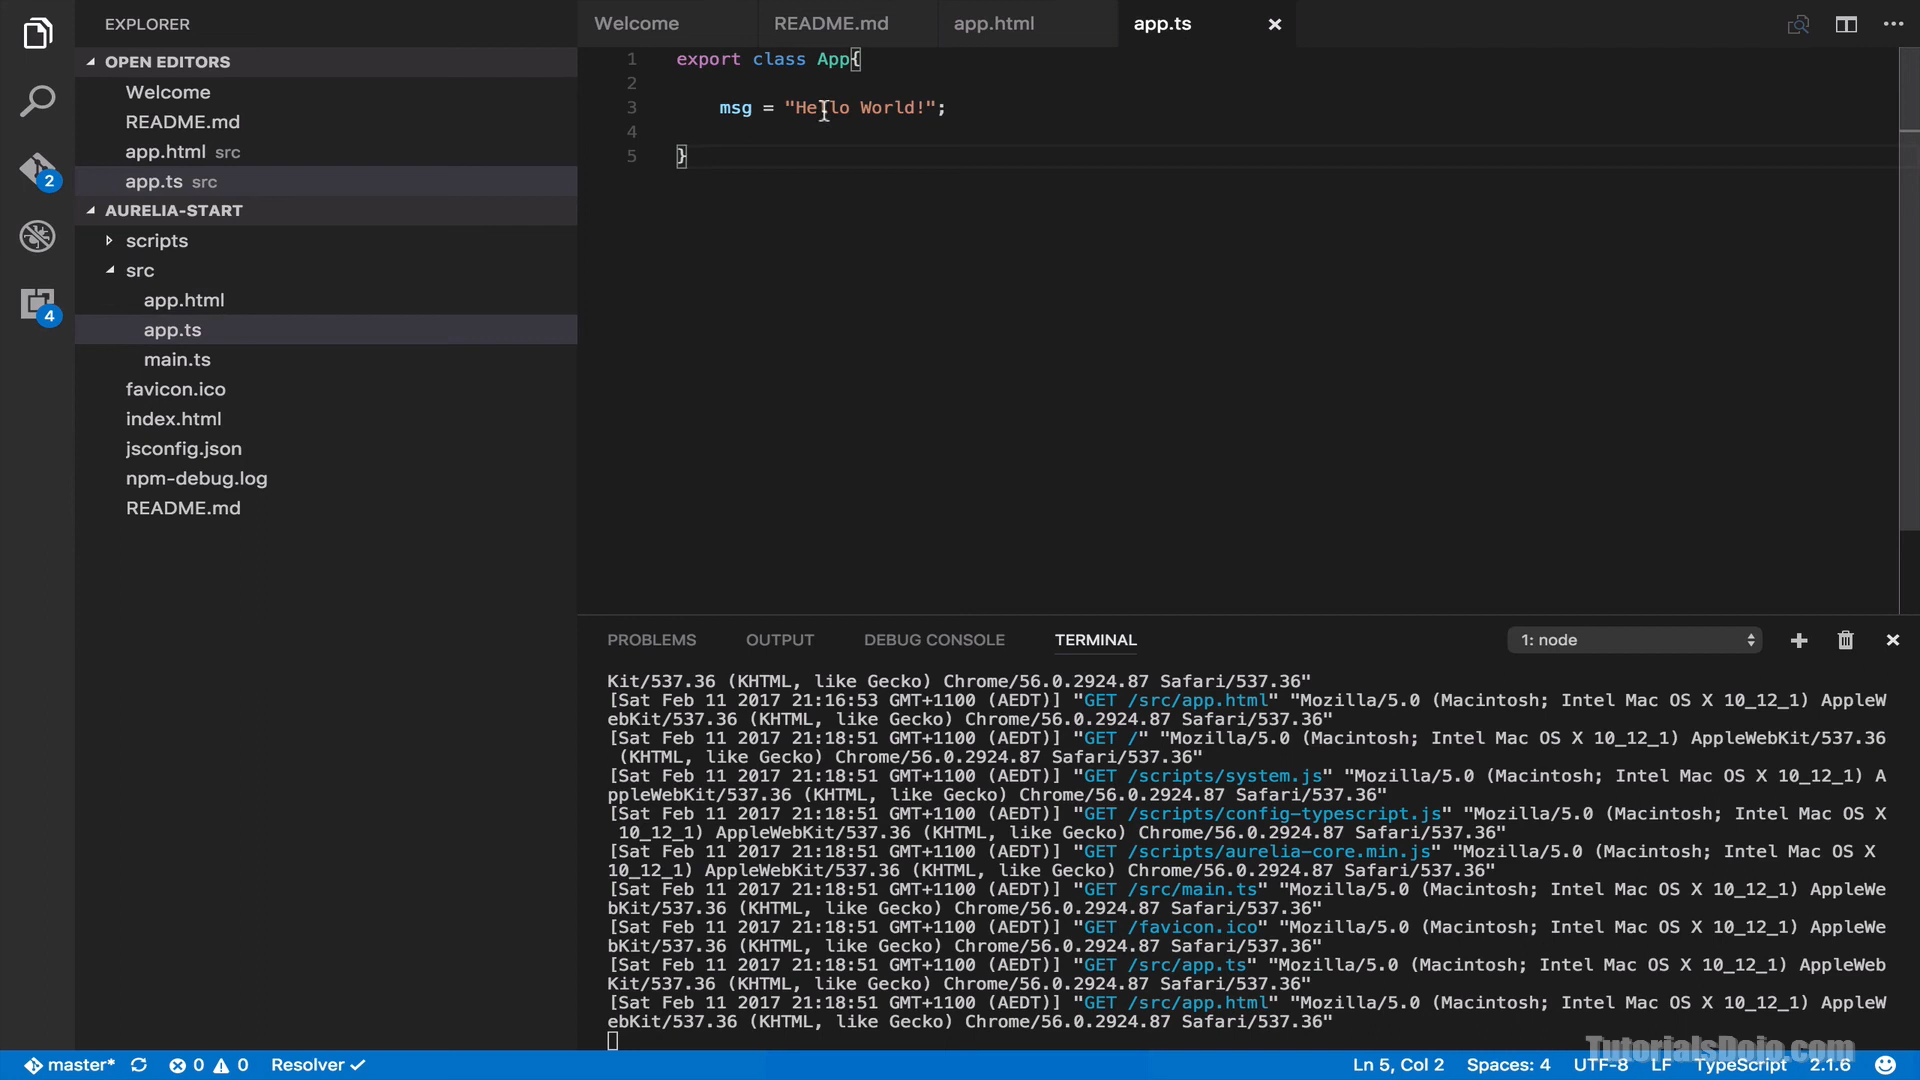 EXPLORER
OPEN EDITORS
Welcome
README.md
app.html src
app.ts src
AURELIA-START
scripts
src
app.html
app.ts
main.ts
favicon.ico
index.html
jsconfig.json
npm-debug.log
README.md
2
4
Welcome README.md app.html app.ts
1 export class App{
2
3 msg = "Hello World!";
4
5 }
PROBLEMS OUTPUT DEBUG CONSOLE TERMINAL 1: node
Kit/537.36 (KHTML, like Gecko) Chrome/56.0.2924.87 Safari/537.36"
[Sat Feb 11 2017 21:16:53 GMT+1100 (AEDT)] "GET /src/app.html" "Mozilla/5.0 (Macintosh; Intel Mac OS X 10_12_1) AppleW
ebKit/537.36 (KHTML, like Gecko) Chrome/56.0.2924.87 Safari/537.36"
[Sat Feb 11 2017 21:18:51 GMT+1100 (AEDT)] "GET /" "Mozilla/5.0 (Macintosh; Intel Mac OS X 10_12_1) AppleWebKit/537.36
(KHTML, like Gecko) Chrome/56.0.2924.87 Safari/537.36"
[Sat Feb 11 2017 21:18:51 GMT+1100 (AEDT)] "GET /scripts/system.js" "Mozilla/5.0 (Macintosh; Intel Mac OS X 10_12_1) A
ppleWebKit/537.36 (KHTML, like Gecko) Chrome/56.0.2924.87 Safari/537.36"
[Sat Feb 11 2017 21:18:51 GMT+1100 (AEDT)] "GET /scripts/config-typescript.js" "Mozilla/5.0 (Macintosh; Intel Mac OS X
10_12_1) AppleWebKit/537.36 (KHTML, like Gecko) Chrome/56.0.2924.87 Safari/537.36"
[Sat Feb 11 2017 21:18:51 GMT+1100 (AEDT)] "GET /scripts/aurelia-core.min.js" "Mozilla/5.0 (Macintosh; Intel Mac OS X
10_12_1) AppleWebKit/537.36 (KHTML, like Gecko) Chrome/56.0.2924.87 Safari/537.36"
[Sat Feb 11 2017 21:18:51 GMT+1100 (AEDT)] "GET /src/main.ts" "Mozilla/5.0 (Macintosh; Intel Mac OS X 10_12_1) AppleWe
bKit/537.36 (KHTML, like Gecko) Chrome/56.0.2924.87 Safari/537.36"
[Sat Feb 11 2017 21:18:51 GMT+1100 (AEDT)] "GET /favicon.ico" "Mozilla/5.0 (Macintosh; Intel Mac OS X 10_12_1) AppleWe
bKit/537.36 (KHTML, like Gecko) Chrome/56.0.2924.87 Safari/537.36"
[Sat Feb 11 2017 21:18:51 GMT+1100 (AEDT)] "GET /src/app.ts" "Mozilla/5.0 (Macintosh; Intel Mac OS X 10_12_1) AppleWeb
Kit/537.36 (KHTML, like Gecko) Chrome/56.0.2924.87 Safari/537.36"
[Sat Feb 11 2017 21:18:51 GMT+1100 (AEDT)] "GET /src/app.html" "Mozilla/5.0 (Macintosh; Intel Mac OS X 10_12_1) AppleW
ebKit/537.36 (KHTML, like Gecko) Chrome/56.0.2924.87 Safari/537.36"
TutorialsDojo.com
master* 0 0 Resolver Ln 5, Col 2 Spaces: 4 UTF-8 LF TypeScript 2.1.6